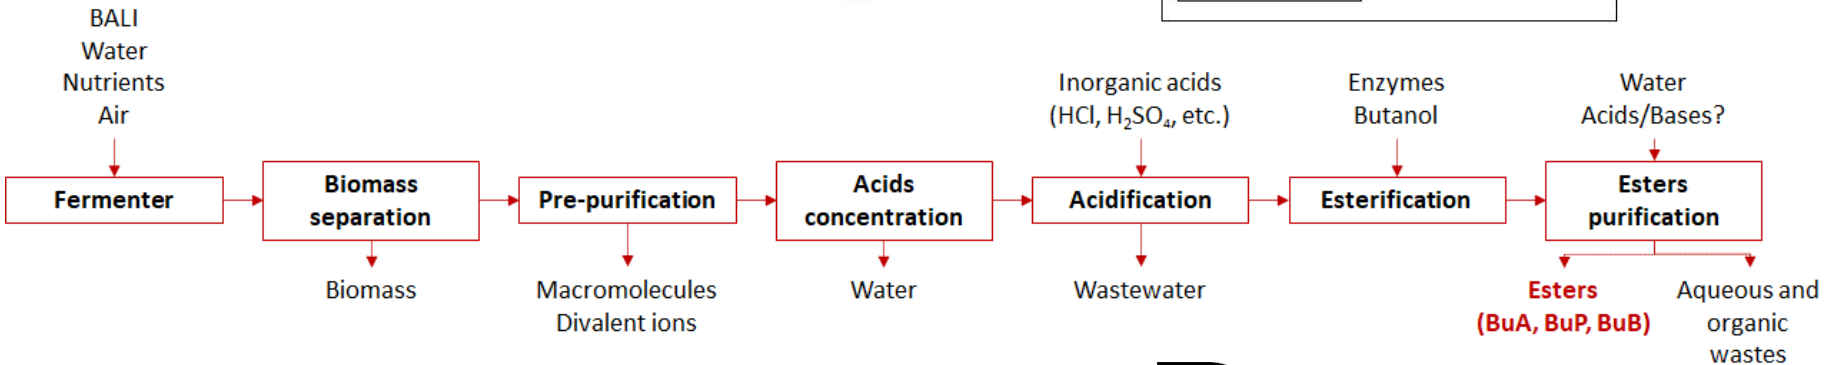 BALI
Water
Nutrients
Air
Inorganic acids
(HCl, H₂SO₄, etc.)
Enzymes
Butanol
Water
Acids/Bases?
Fermenter
Biomass
separation
Pre-purification
Acids
concentration
Acidification
Esterification
Esters
purification
Biomass
Macromolecules
Divalent ions
Water
Wastewater
Esters
(BuA, BuP, BuB)
Aqueous and
organic
wastes